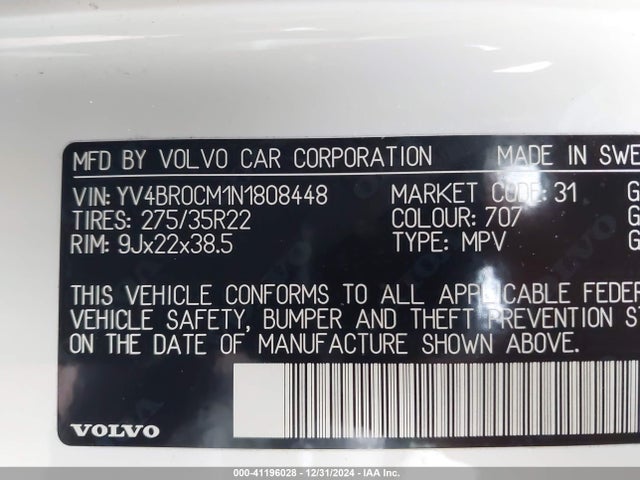 MFD BY VOLVO CAR CORPORATION MADE IN SWE
VIN: YV4BR0CM1N1808448 MARKET CODE: 31 G
TIRES: 275/35R22 COLOUR: 707 G
RIM: 9Jx22x38.5 TYPE: MPV G
THIS VEHICLE CONFORMS TO ALL APPLICABLE FEDER
VEHICLE SAFETY, BUMPER AND THEFT PREVENTION ST
ON THE DATE OF MANUFACTURE SHOWN ABOVE.
VOLVO
000-41196028 - 12/31/2024 - IAA Inc.